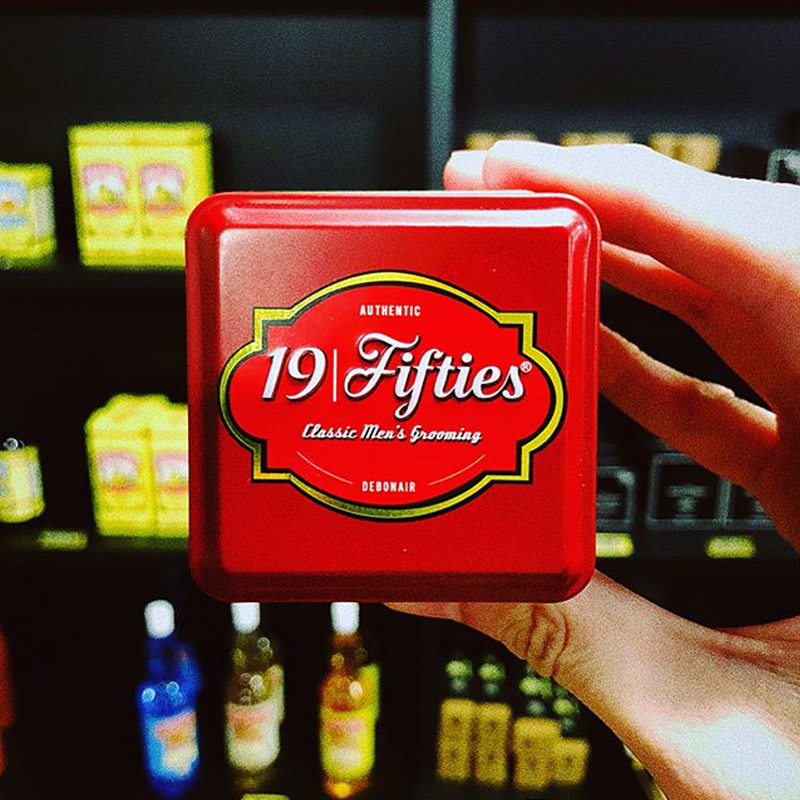 AUTHENTIC
19|Fifties®
Classic Men's Grooming
DEBONAIR